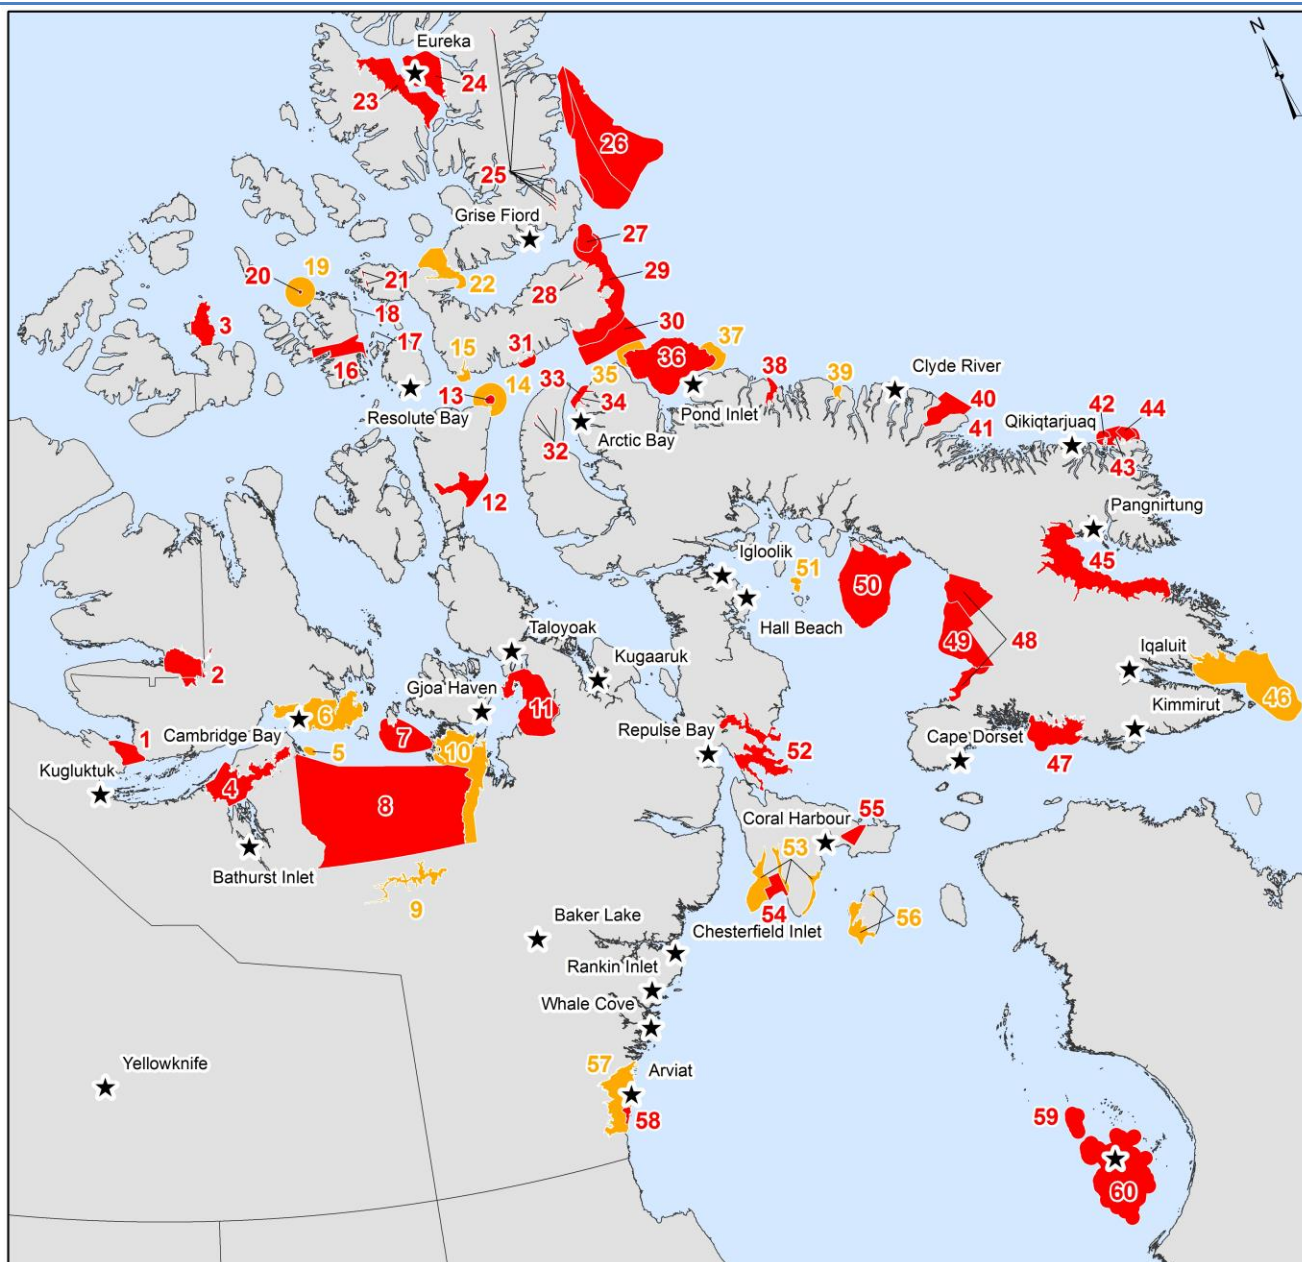 N
Eureka
23
24
26
25
Grise Fiord
27
20
19
21
22
28
29
3
18
30
17
37
16
15
31
36
38
39
Clyde River
33
35
13
14
34
Pond Inlet
40
Resolute Bay
Arctic Bay
41
42
44
Qikiqtarjuaq
32
43
12
Pangnirtung
Igloolik
51
45
50
Hall Beach
Taloyoak
48
Kugaaruk
49
Iqaluit
2
Gjoa Haven
46
6
11
Kimmirut
Cambridge Bay
7
Repulse Bay
1
5
10
52
Cape Dorset
47
Kugluktuk
4
8
Coral Harbour
55
53
Bathurst Inlet
9
54
56
Baker Lake
Chesterfield Inlet
Rankin Inlet
Whale Cove
Yellowknife
57
Arviat
58
59
60